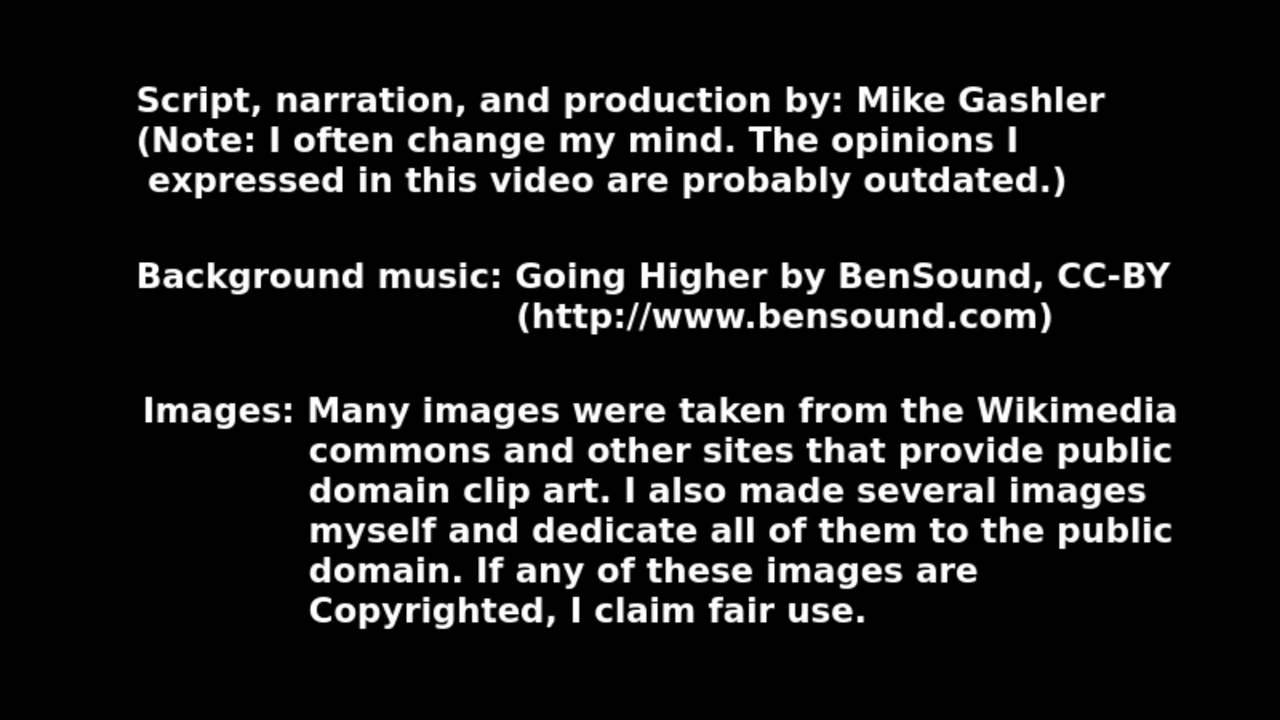 Script, narration, and production by: Mike Gashler
(Note: I often change my mind. The opinions I
expressed in this video are probably outdated.)
Background music: Going Higher by BenSound, CC-BY
(http://www.bensound.com)
Images: Many images were taken from the Wikimedia
commons and other sites that provide public
domain clip art. I also made several images
myself and dedicate all of them to the public
domain. If any of these images are
Copyrighted, I claim fair use.